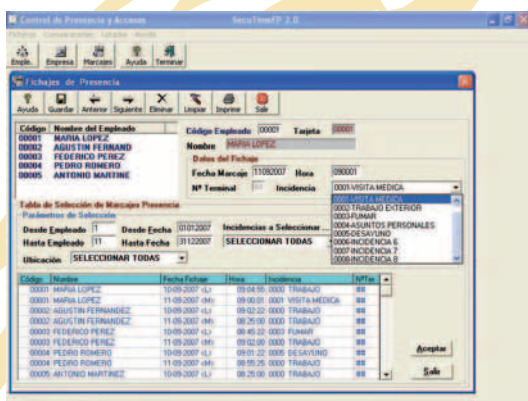 Control de Presencia y Accesos SecuTimeFP 2.0
Emple. Empresa Marcajes Ayuda Terminar
Fichajes de Presencia
Ayuda Guardar Anterior Siguiente Eliminar Limpiar Imprimir Salir
Código Nombre del Empleado
00001 MARIA LOPEZ
00002 AGUSTIN FERNAND
00003 FEDERICO PEREZ
00004 PEDRO ROMERO
00005 ANTONIO MARTINE
Código Empleado 00001 Tarjeta 00001
Nombre MARIA LOPEZ
Datos del Fichaje
Fecha Marcaje 11092007 Hora 090001
Nº Terminal Incidencia 0001-VISITA MEDICA
0001-VISITA MEDICA
0002-TRABAJO EXTERIOR
0003-FUMAR
0004-ASUNTOS PERSONALES
0005-DESAYUNO
0006-INCIDENCIA 6
0007-INCIDENCIA 7
0008-INCIDENCIA 8
Tabla de Selección de Marcajes Presencia
Parámetros de Selección
Desde Empleado 1 Desde Fecha 01012007 Incidencias a Seleccionar...
Hasta Empleado 11 Hasta Fecha 31122007 SELECCIONAR TODAS
Ubicación SELECCIONAR TODAS
Código Nombre Fecha Fichaje Hora Incidencia NºTer
00001 MARIA LOPEZ 10-09-2007 (L) 09:04:55 0000 TRABAJO
00001 MARIA LOPEZ 11-09-2007 (M) 09:00:01 0001 VISITA MEDICA
00002 AGUSTIN FERNANDEZ 10-09-2007 (L) 09:02:22 0000 TRABAJO
00002 AGUSTIN FERNANDEZ 11-09-2007 (M) 08:25:00 0000 TRABAJO
00003 FEDERICO PEREZ 10-09-2007 (L) 08:45:22 0003 FUMAR
00003 FEDERICO PEREZ 11-09-2007 (M) 09:02:00 0000 TRABAJO
00004 PEDRO ROMERO 10-09-2007 (L) 09:01:22 0005 DESAYUNO
00004 PEDRO ROMERO 11-09-2007 (M) 08:55:25 0000 TRABAJO
00005 ANTONIO MARTINEZ 10-09-2007 (L) 08:25:00 0000 TRABAJO
Aceptar
Salir